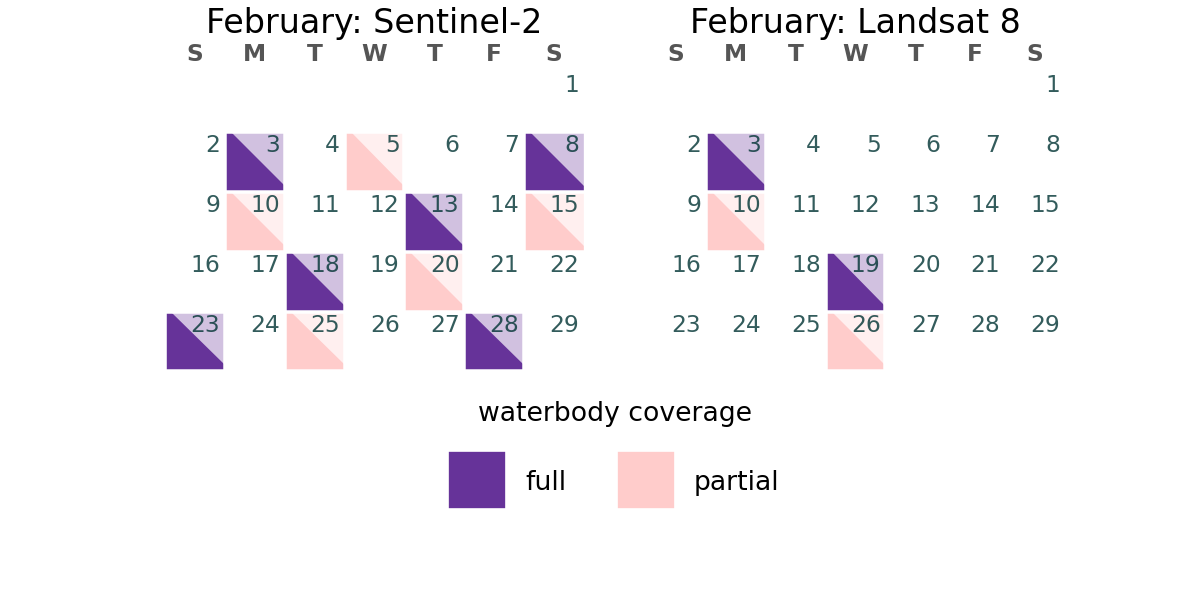 February: Sentinel-2
S M T W T F S
1
2 3 4 5 6 7 8
9 10 11 12 13 14 15
16 17 18 19 20 21 22
23 24 25 26 27 28 29
February: Landsat 8
S M T W T F S
1
2 3 4 5 6 7 8
9 10 11 12 13 14 15
16 17 18 19 20 21 22
23 24 25 26 27 28 29
waterbody coverage
full partial